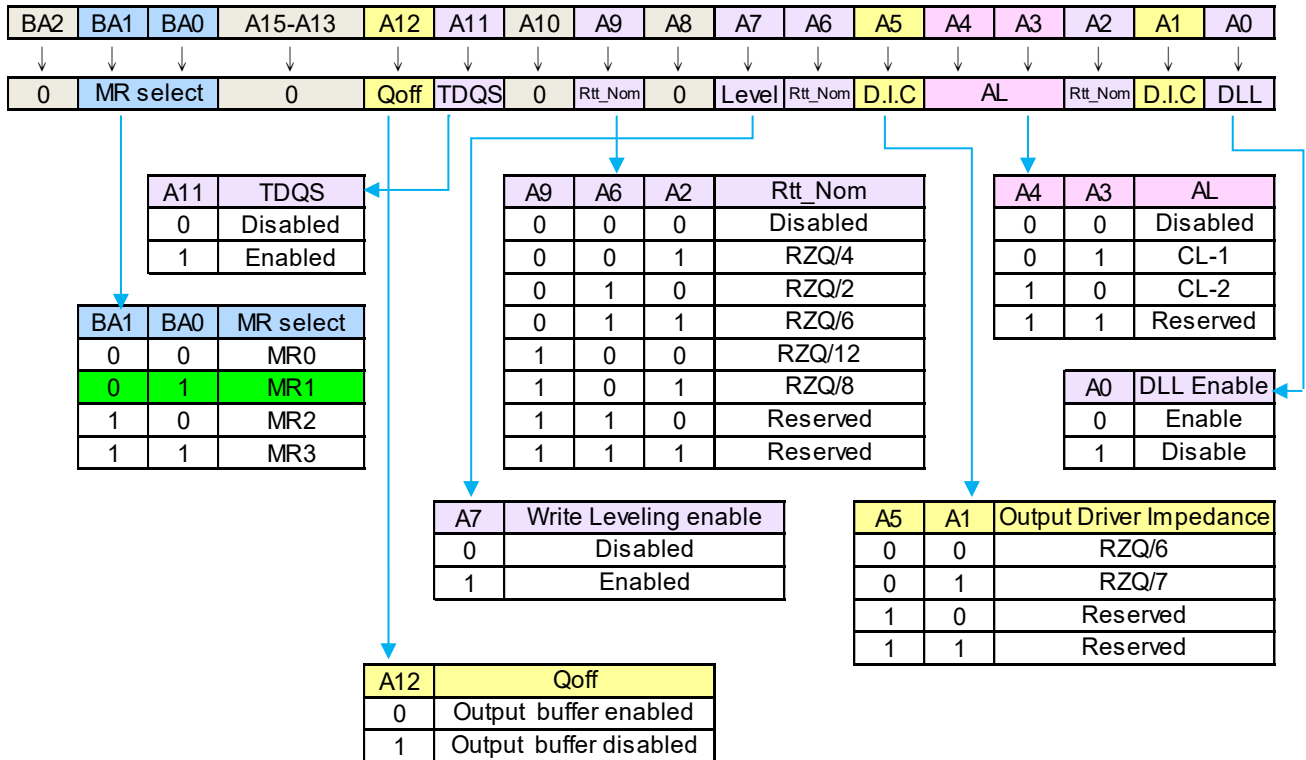 BA2 BA1 BA0 A15-A13 A12 A11 A10 A9 A8 A7 A6 A5 A4 A3 A2 A1 A0
0 MR select 0 Qoff TDQS 0 Rtt_Nom 0 Level Rtt_Nom D.I.C AL Rtt_Nom D.I.C DLL
A11 TDQS
0 Disabled
1 Enabled
A9 A6 A2 Rtt_Nom
0 0 0 Disabled
0 0 1 RZQ/4
0 1 0 RZQ/2
0 1 1 RZQ/6
1 0 0 RZQ/12
1 0 1 RZQ/8
1 1 0 Reserved
1 1 1 Reserved
A4 A3 AL
0 0 Disabled
0 1 CL-1
1 0 CL-2
1 1 Reserved
BA1 BA0 MR select
0 0 MR0
0 1 MR1
1 0 MR2
1 1 MR3
A0 DLL Enable
0 Enable
1 Disable
A7 Write Leveling enable
0 Disabled
1 Enabled
A5 A1 Output Driver Impedance
0 0 RZQ/6
0 1 RZQ/7
1 0 Reserved
1 1 Reserved
A12 Qoff
0 Output buffer enabled
1 Output buffer disabled